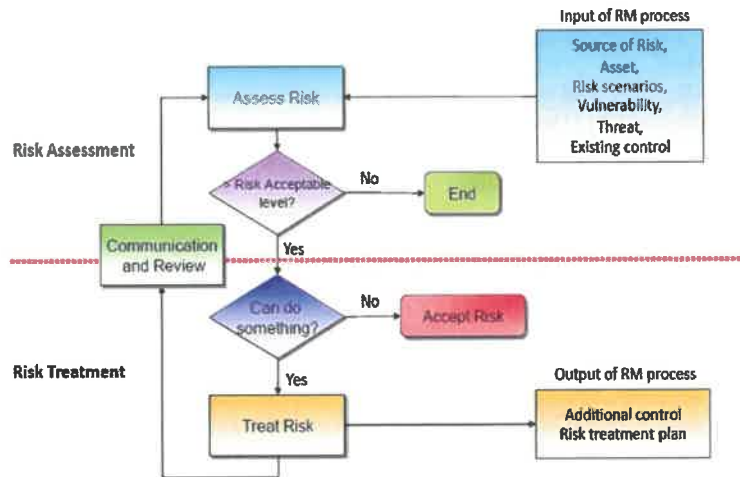 Input of RM process
Source of Risk,
Asset,
Risk scenarios,
Vulnerability,
Threat,
Existing control
Assess Risk
Risk Assessment
> Risk Acceptable
level?
No
End
Communication
and Review
Yes
Can do
something?
No
Accept Risk
Risk Treatment
Yes
Output of RM process
Treat Risk
Additional control
Risk treatment plan